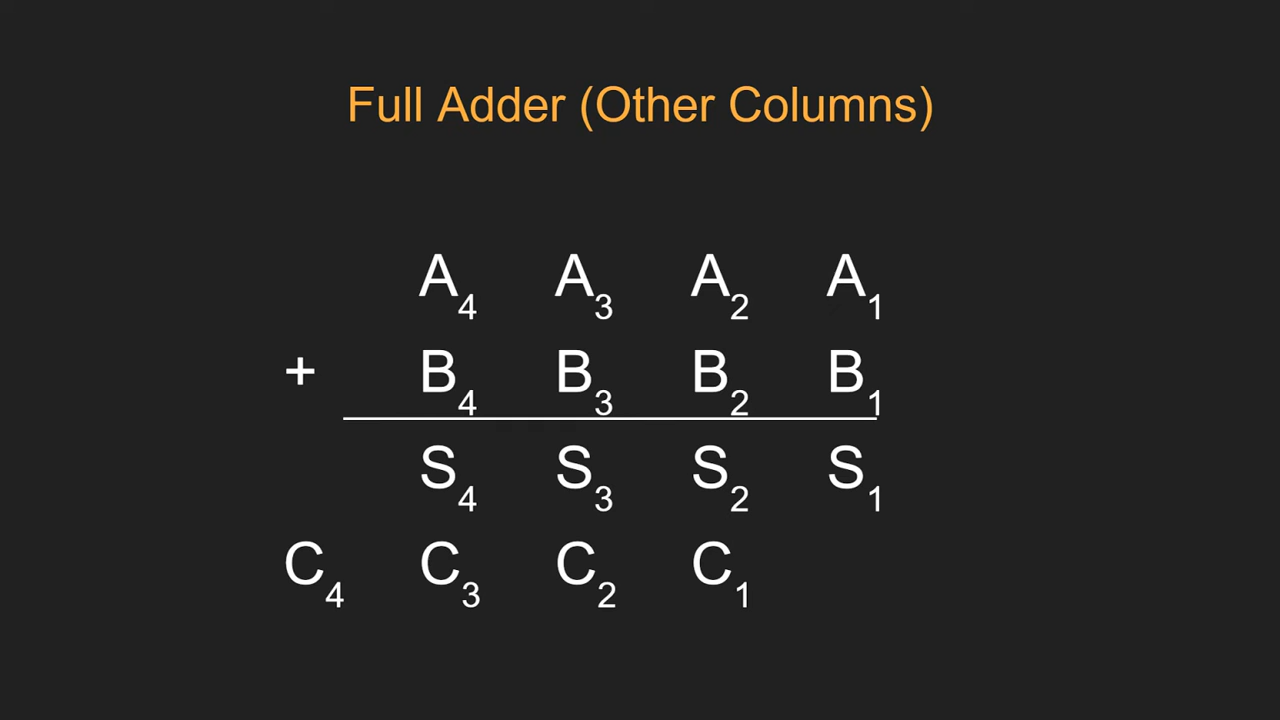 Full Adder (Other Columns)
A₄ A₃ A₂ A₁
+ B₄ B₃ B₂ B₁
S₄ S₃ S₂ S₁
C₄ C₃ C₂ C₁